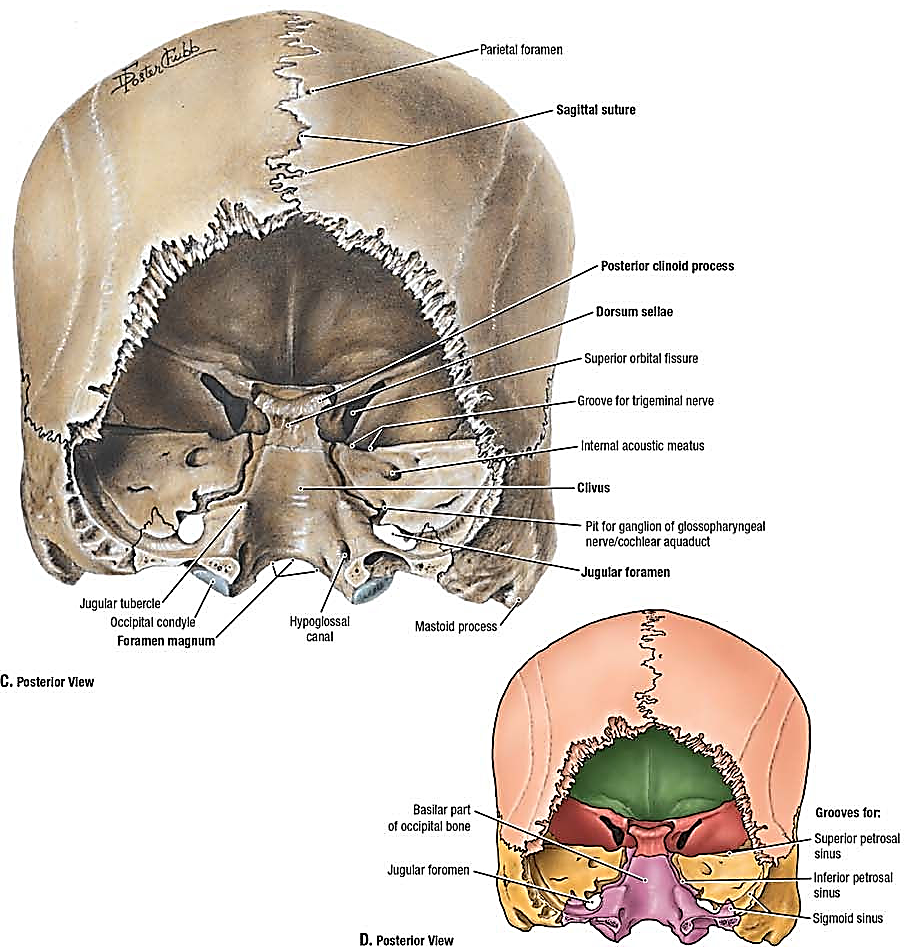 Parietal foramen
Sagittal suture
Posterior clinoid process
Dorsum sellae
Superior orbital fissure
Groove for trigeminal nerve
Internal acoustic meatus
Clivus
Pit for ganglion of glossopharyngeal
nerve/cochlear aquaduct
Jugular foramen
Jugular tubercle
Occipital condyle
Foramen magnum
Hypoglossal
canal
Mastoid process
C. Posterior View
Basilar part
of occipital bone
Jugular foromen
Grooves for:
Superior petrosal
sinus
Inferior petrosal
sinus
Sigmoid sinus
D. Posterior View